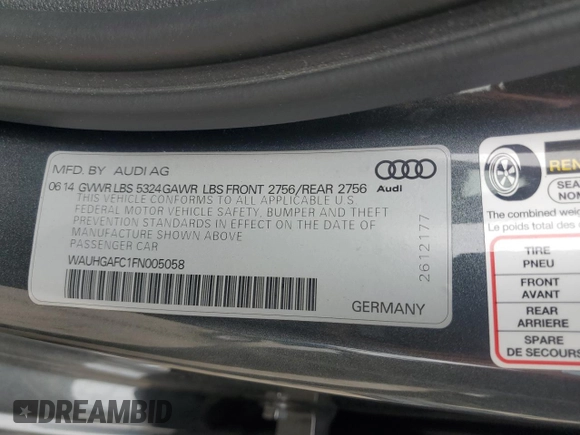 MFD. BY AUDI AG
06 14 GVWR LBS 5324 GAWR LBS FRONT 2756/REAR 2756
THIS VEHICLE CONFORMS TO ALL APPLICABLE U.S.
FEDERAL MOTOR VEHICLE SAFETY, BUMPER AND THEFT
PREVENTION STANDARDS IN EFFECT ON THE DATE OF
MANUFACTURE SHOWN ABOVE
PASSENGER CAR
WAUHGAFC1FN005058
GERMANY
Audi
2612177
The combined weig
Le poids total des
TIRE
PNEU
FRONT
AVANT
REAR
ARRIERE
SPARE
DE SECOURS
DREAMBID